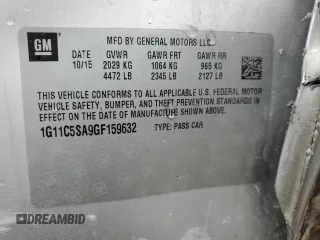 GM
MFD BY GENERAL MOTORS LLC
DATE GVWR GAWR FRT GAWR RR
10/15 2029 KG 1064 KG 965 KG
4472 LB 2345 LB 2127 LB
THIS VEHICLE CONFORMS TO ALL APPLICABLE U.S. FEDERAL MOTOR
VEHICLE SAFETY, BUMPER, AND THEFT PREVENTION STANDARDS IN
EFFECT ON THE DATE OF MANUFACTURE SHOWN ABOVE.
1G11C5SA9GF159632 TYPE: PASS CAR
DREAMBID